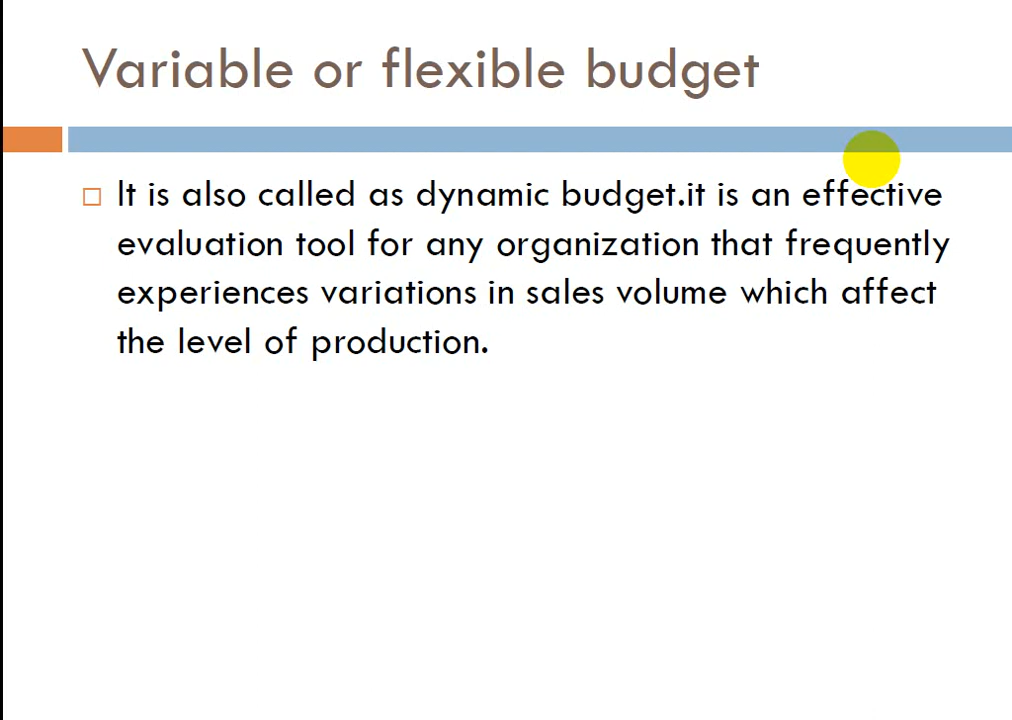 Variable or flexible budget
It is also called as dynamic budget.it is an effective
evaluation tool for any organization that frequently
experiences variations in sales volume which affect
the level of production.